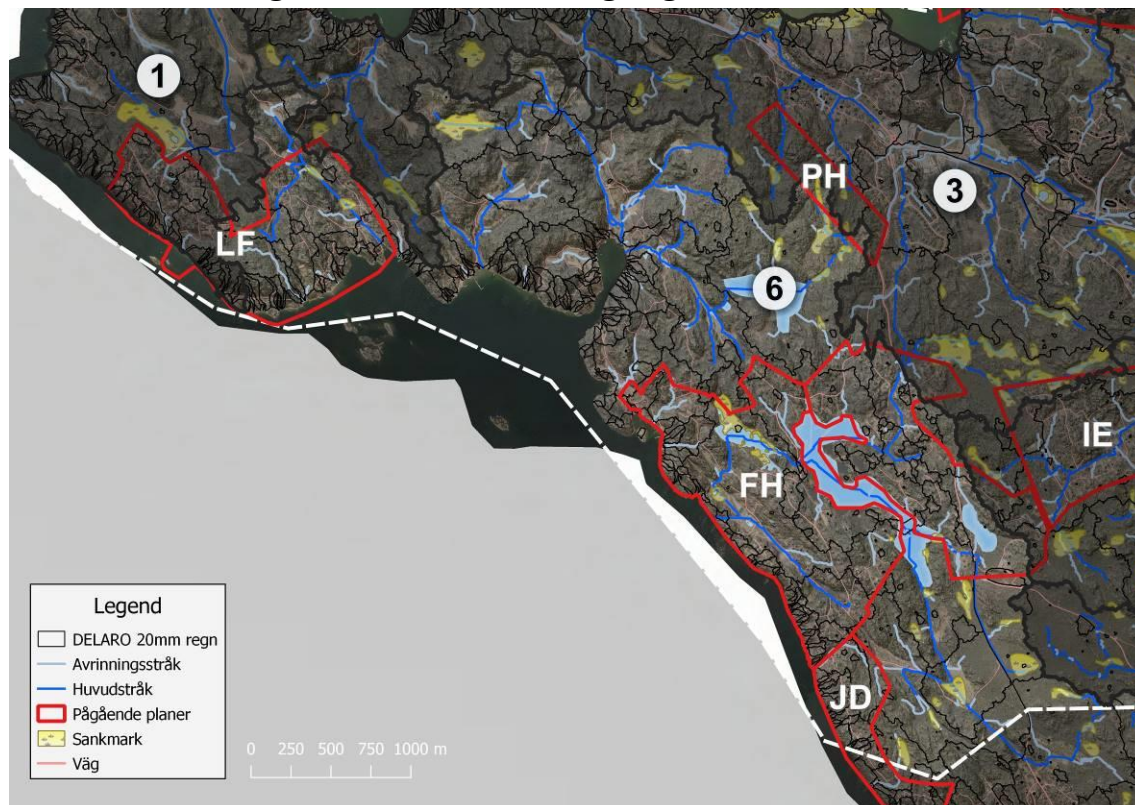 1
3
PH
LF
6
IE
FH
JD
Legend
DELARO 20mm regn
Avrinningsstråk
Huvudstråk
Pågående planer
Sankmark
Väg
0 250 500 750 1000 m